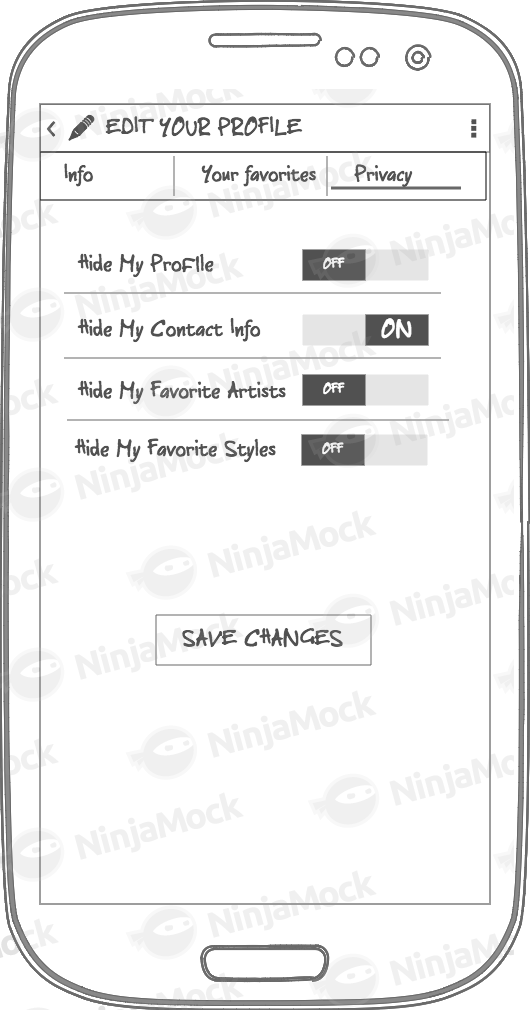 EDIT YOUR PROFILE
Info Your favorites Privacy
Hide My ProFIle OFF
Hide My Contact Info ON
Hide My Favorite Artists OFF
Hide My Favorite Styles OFF
SAVE CHANGES
NinjaMock